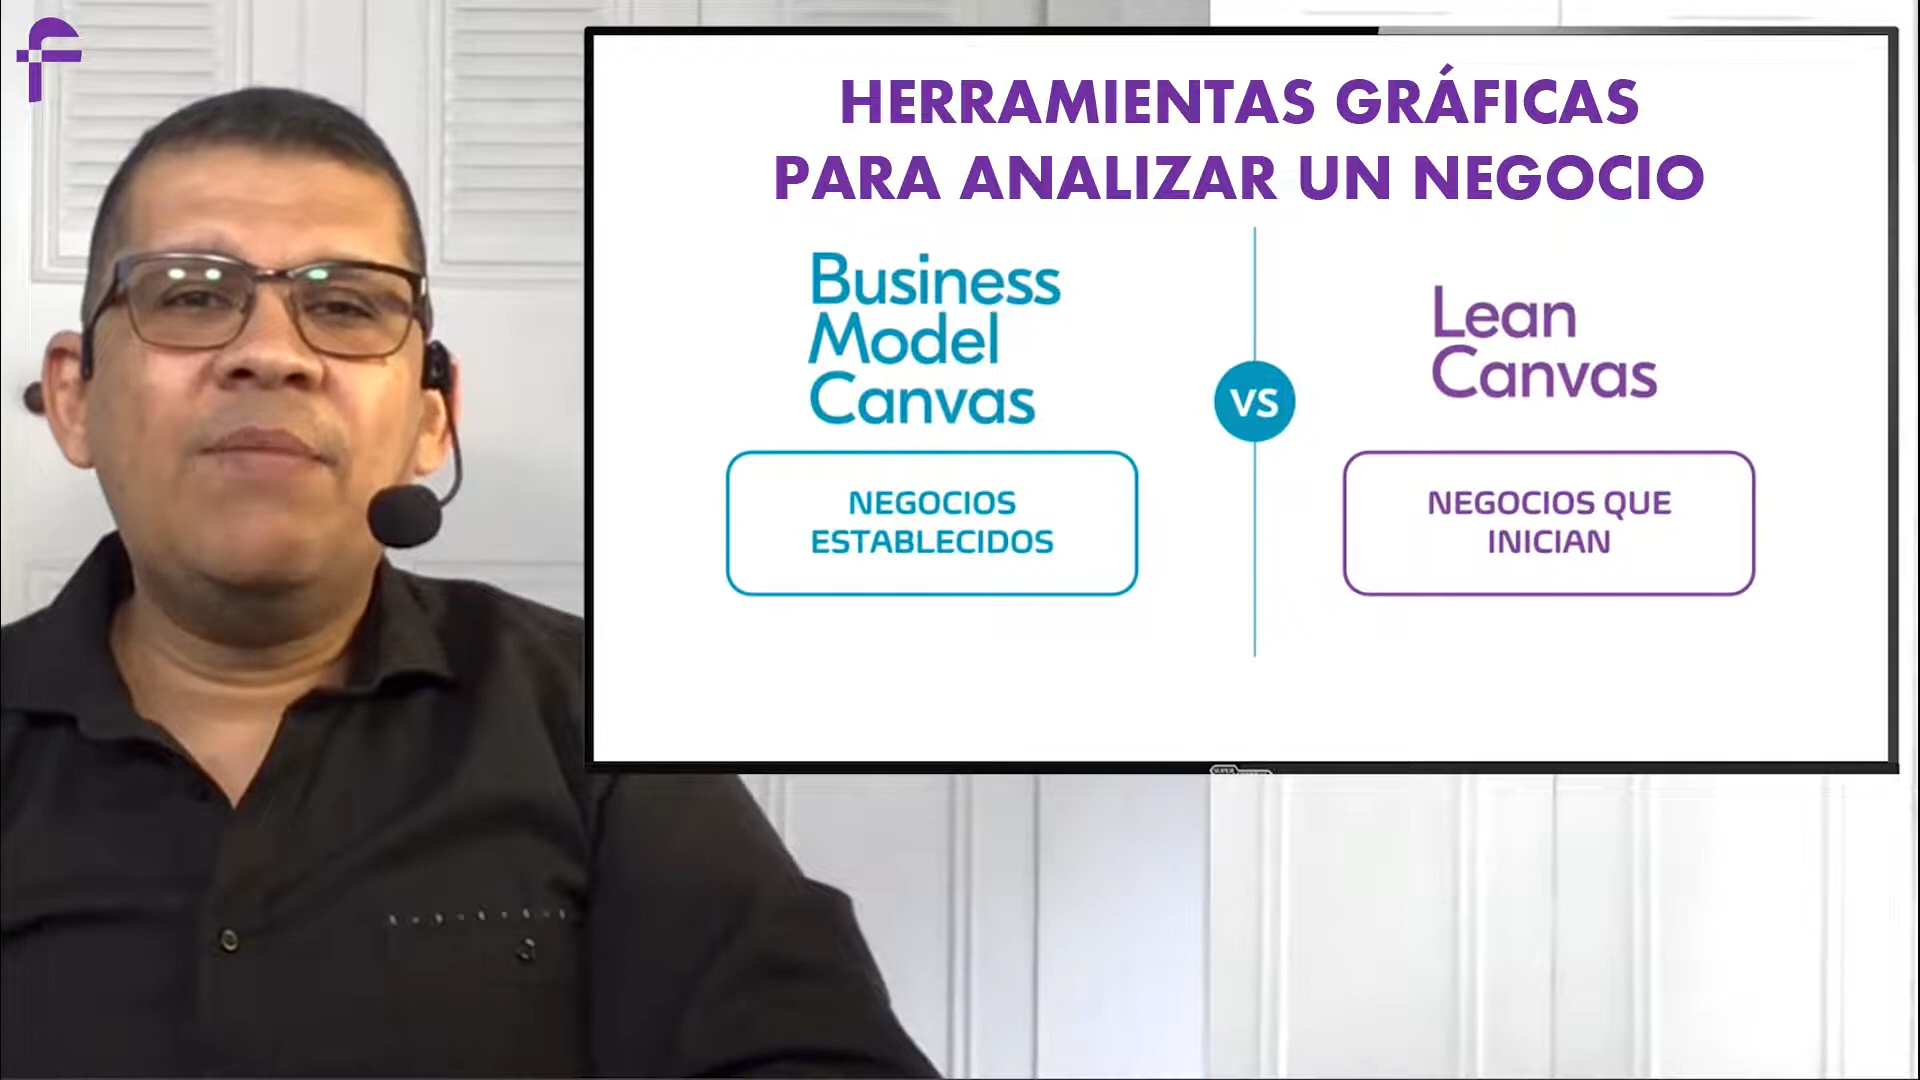 HERRAMIENTAS GRÁFICAS
PARA ANALIZAR UN NEGOCIO
Business
Model
Canvas
NEGOCIOS
ESTABLECIDOS
VS
Lean
Canvas
NEGOCIOS QUE
INICIAN